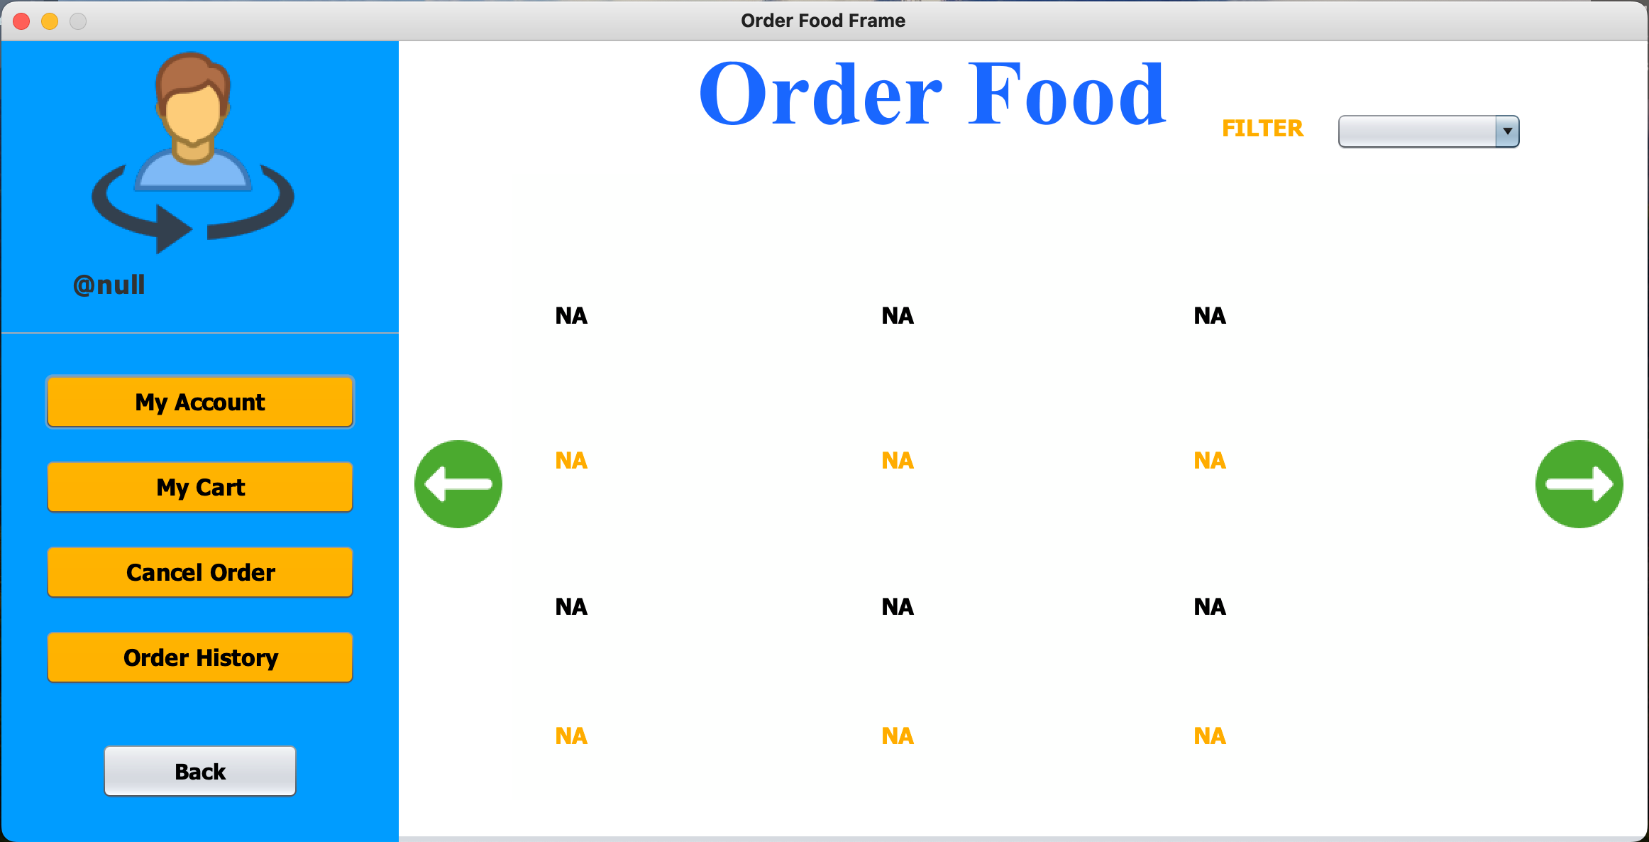 Order Food Frame
Order Food
FILTER
@null
My Account
My Cart
Cancel Order
Order History
Back
NA NA NA
NA NA NA
NA NA NA
NA NA NA